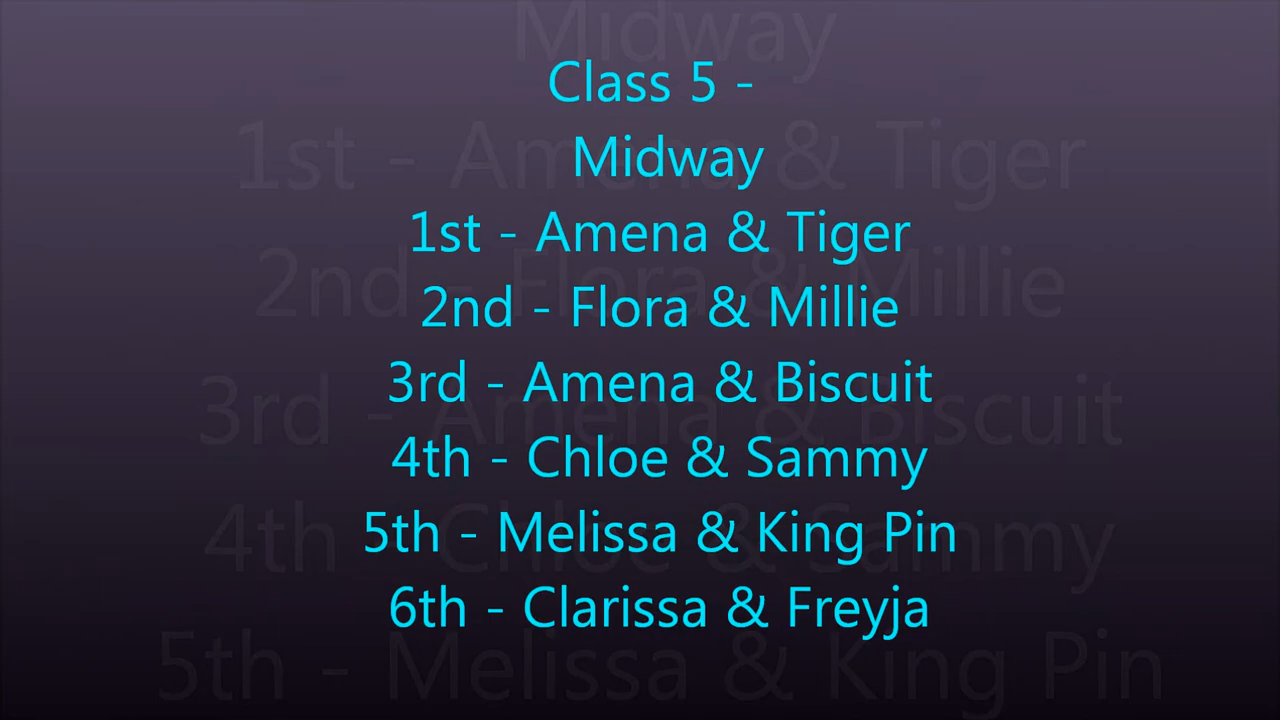 Class 5 -
Midway
1st - Amena & Tiger
2nd - Flora & Millie
3rd - Amena & Biscuit
4th - Chloe & Sammy
5th - Melissa & King Pin
6th - Clarissa & Freyja